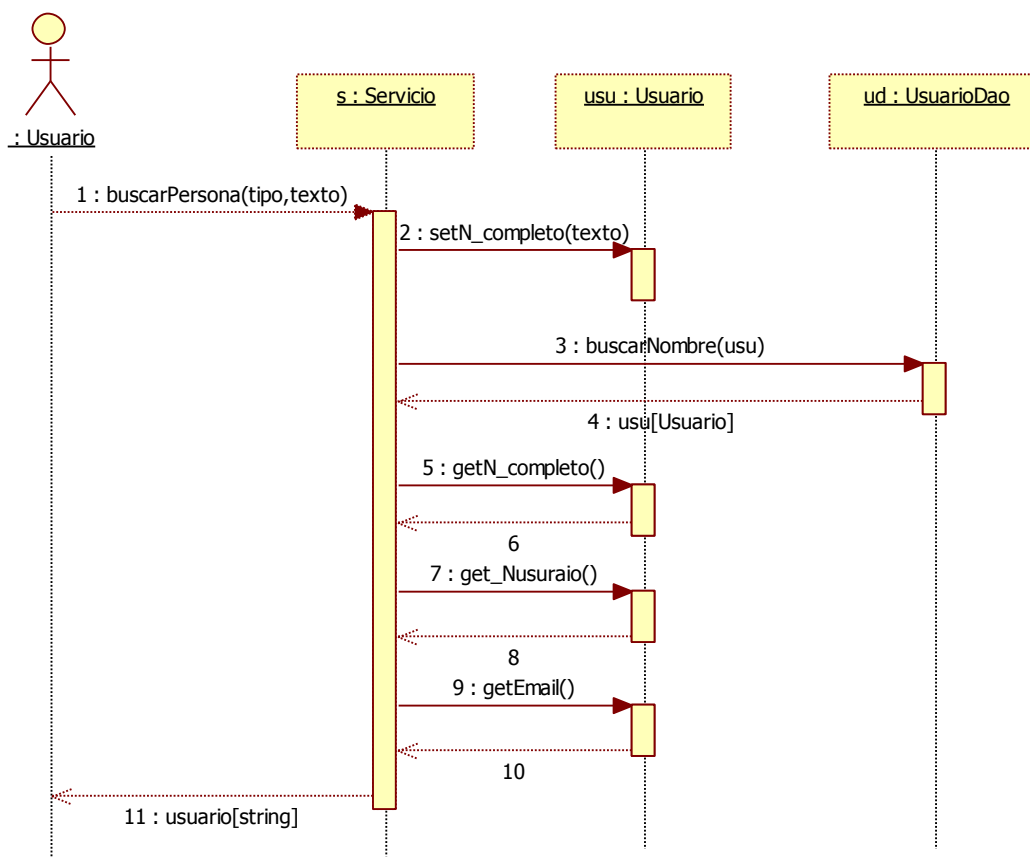 : Usuario
s : Servicio
usu : Usuario
ud : UsuarioDao
1 : buscarPersona(tipo,texto)
2 : setN_completo(texto)
3 : buscarNombre(usu)
4 : usu[Usuario]
5 : getN_completo()
6
7 : get_Nusuraio()
8
9 : getEmail()
10
11 : usuario[string]